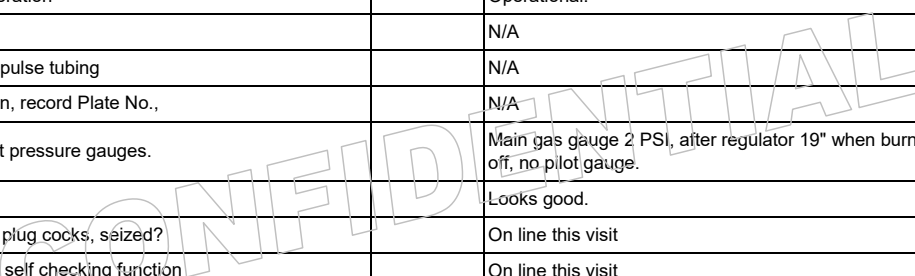 Operational.
N/A
pulse tubing N/A
n, record Plate No., N/A
t pressure gauges. Main gas gauge 2 PSI, after regulator 19" when burn
off, no pilot gauge.
Looks good.
plug cocks, seized? On line this visit
self checking function On line this visit
CONFIDENTIAL